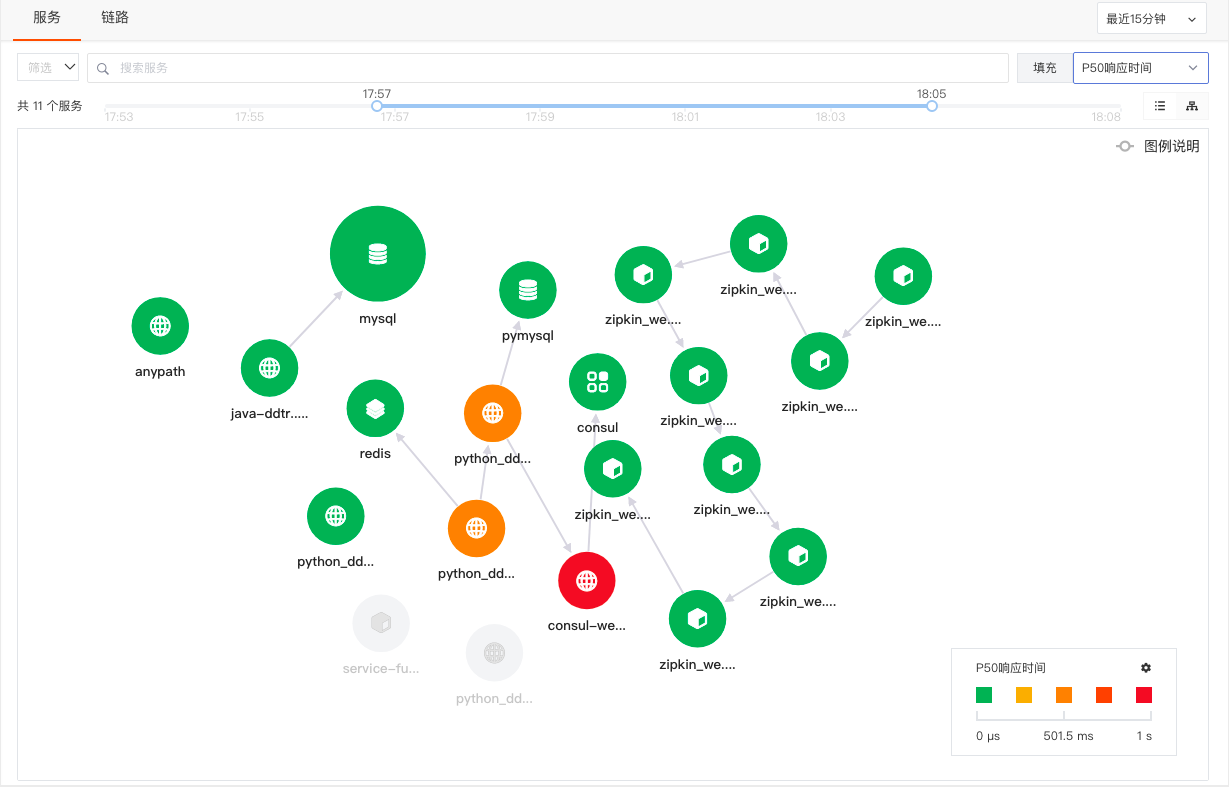 服务 链路
最近15分钟
筛选 搜索服务 填充 P50响应时间
17:57 18:05
共 11 个服务
17:53 17:55 17:57 17:59 18:01 18:03 18:08
图例说明
zipkin_we....
mysql
zipkin_we....
zipkin_we....
pymysql
anypath
zipkin_we....
java-ddtr.....
zipkin_we....
consul
redis
python_dd...
zipkin_we....
zipkin_we....
python_dd...
python_dd...
zipkin_we....
consul-we...
zipkin_we....
service-fu...
python_dd...
P50响应时间
0 μs 501.5 ms 1 s